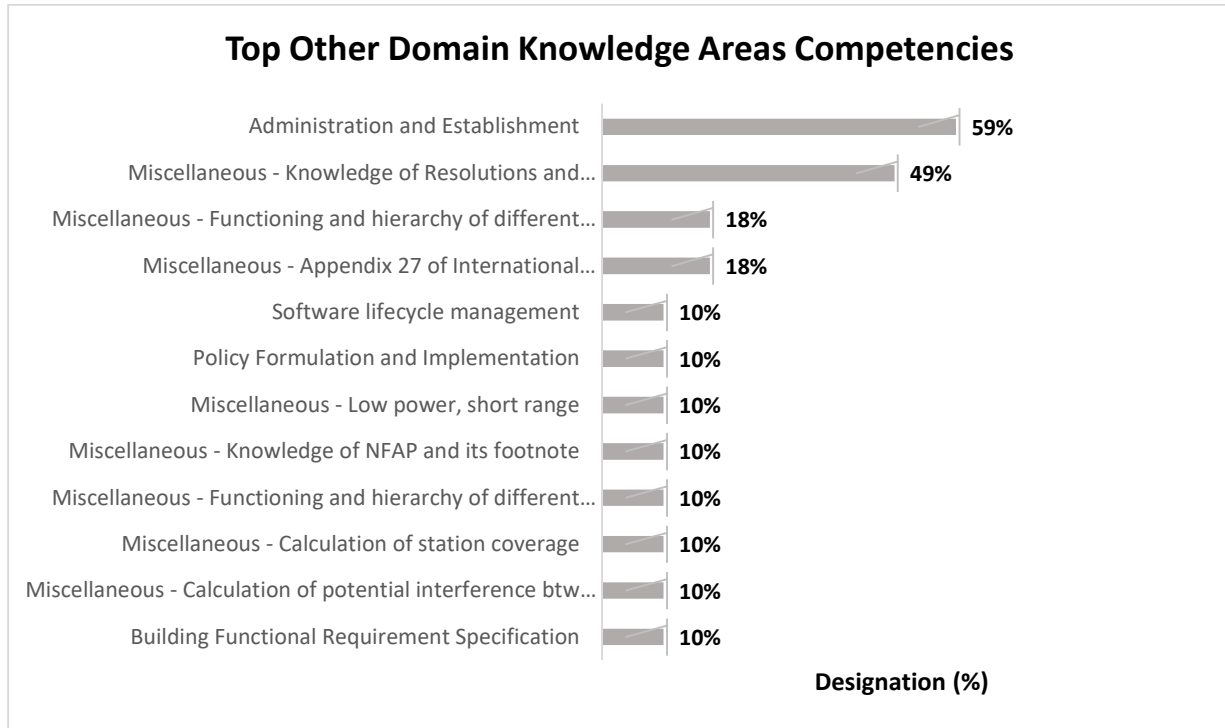 Top Other Domain Knowledge Areas Competencies
Administration and Establishment 59%
Miscellaneous - Knowledge of Resolutions and... 49%
Miscellaneous - Functioning and hierarchy of different... 18%
Miscellaneous - Appendix 27 of International... 18%
Software lifecycle management 10%
Policy Formulation and Implementation 10%
Miscellaneous - Low power, short range 10%
Miscellaneous - Knowledge of NFAP and its footnote 10%
Miscellaneous - Functioning and hierarchy of different... 10%
Miscellaneous - Calculation of station coverage 10%
Miscellaneous - Calculation of potential interference btw... 10%
Building Functional Requirement Specification 10%
Designation (%)